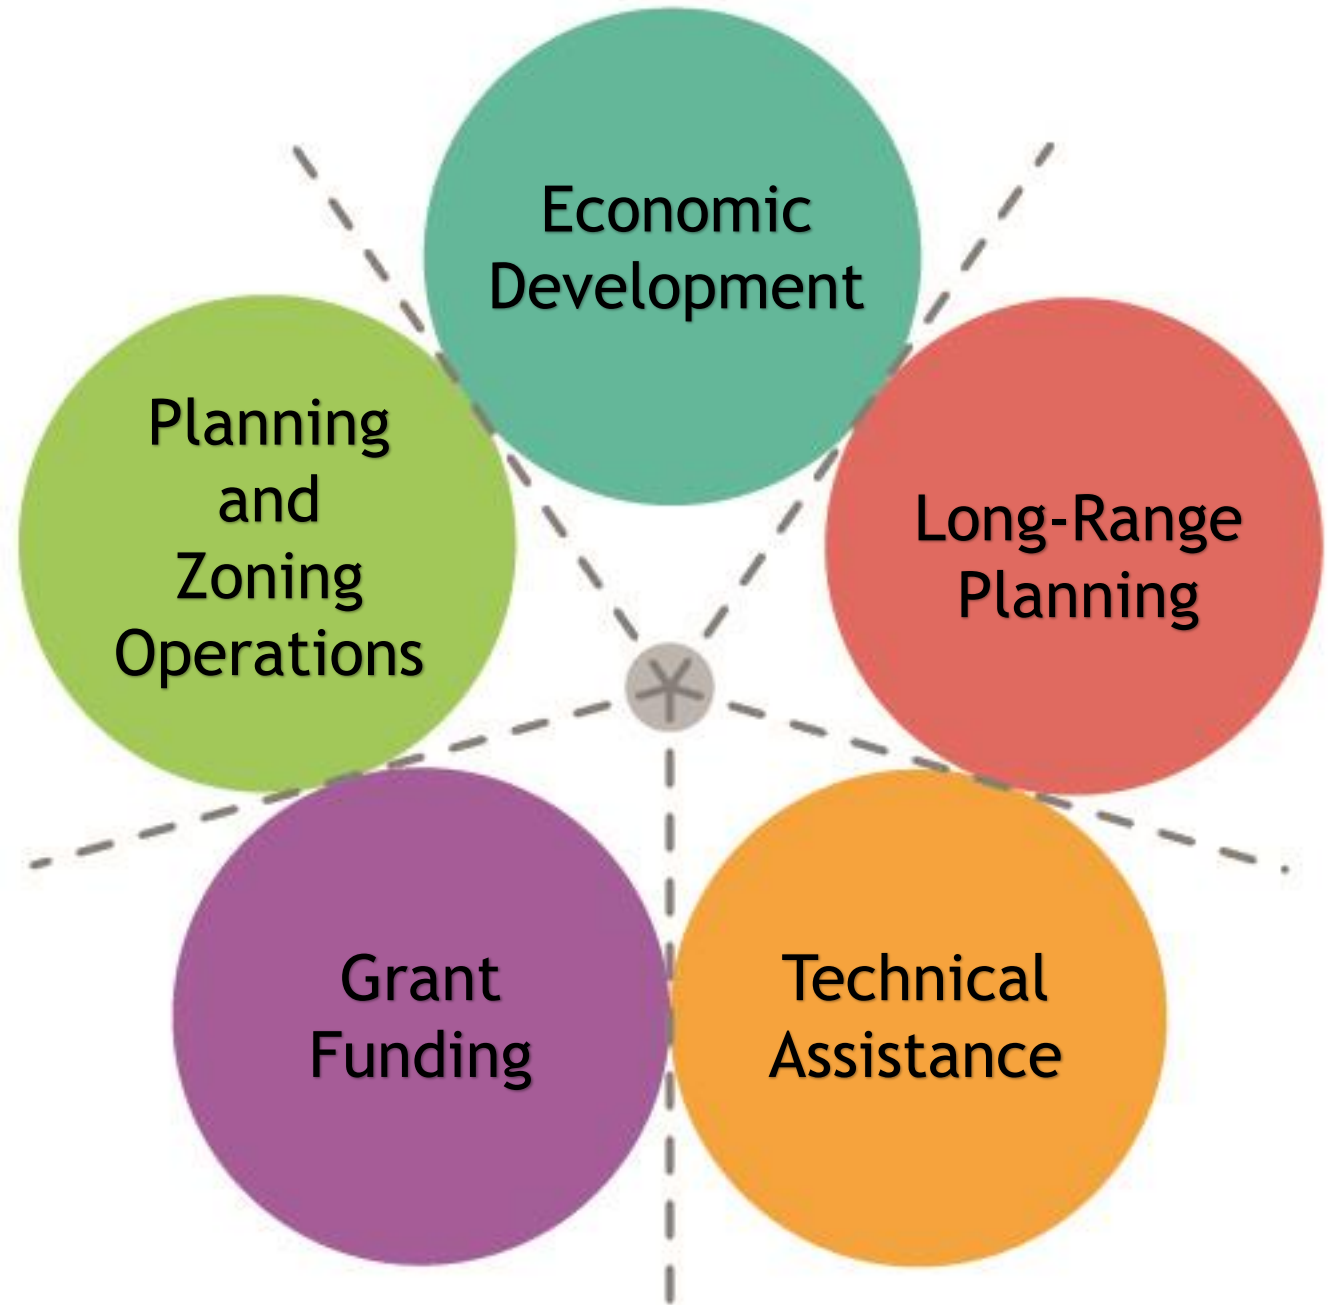 Economic
Development
Planning
and
Zoning
Operations
Long-Range
Planning
Grant
Funding
Technical
Assistance